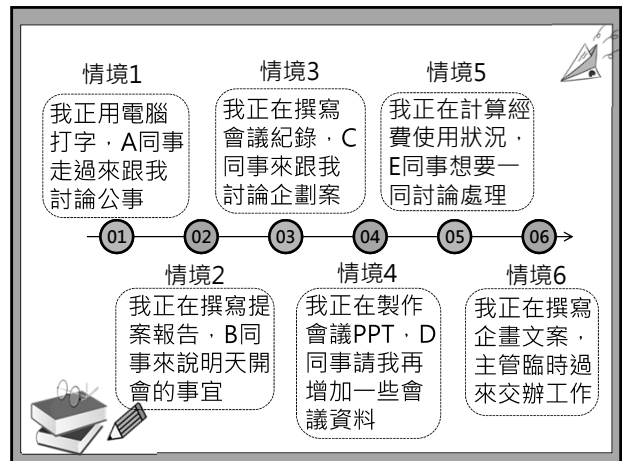 情境1
我正用電腦
打字，A同事
走過來跟我
討論公事
情境3
我正在撰寫
會議紀錄，C
同事來跟我
討論企劃案
情境5
我正在計算經
費使用狀況，
E同事想要一
同討論處理
01 02 03 04 05 06
情境2
我正在撰寫提
案報告，B同
事來說明天開
會的事宜
情境4
我正在製作
會議PPT，D
同事請我再
增加一些會
議資料
情境6
我正在撰寫
企畫文案，
主管臨時過
來交辦工作